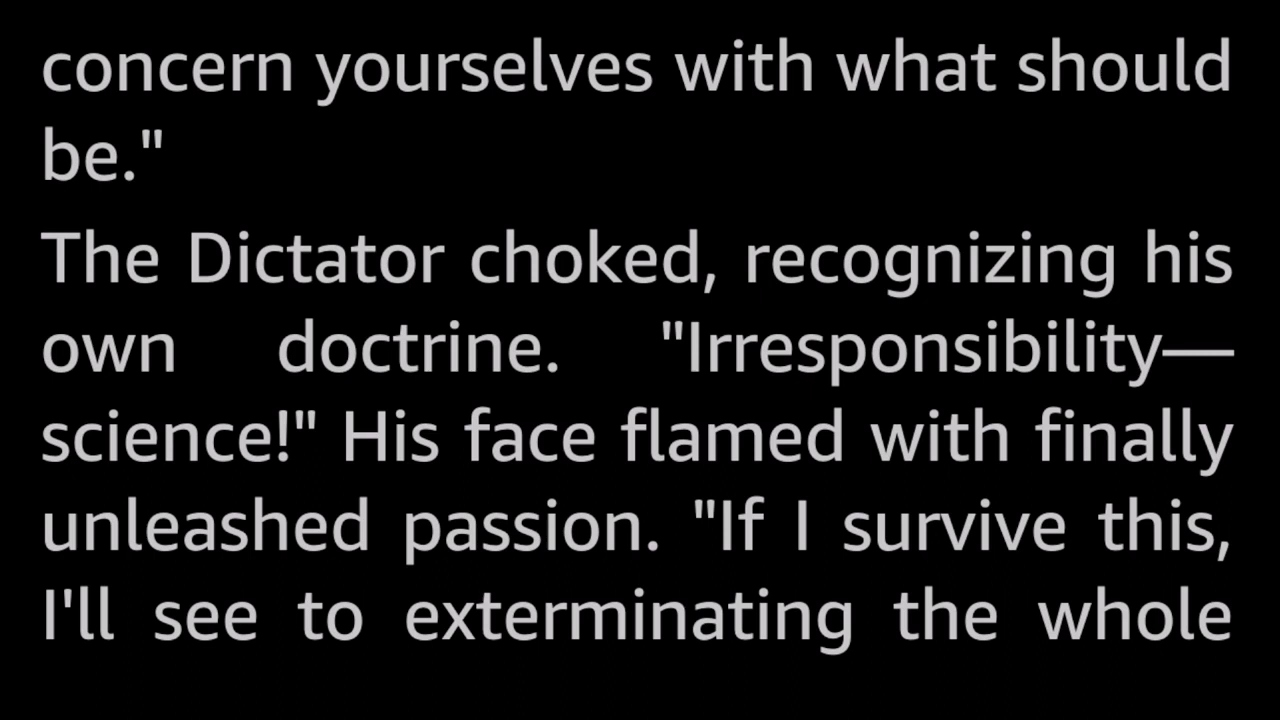 concern yourselves with what should
be."
The Dictator choked, recognizing his
own doctrine. "Irresponsibility—
science!" His face flamed with finally
unleashed passion. "If I survive this,
I'll see to exterminating the whole